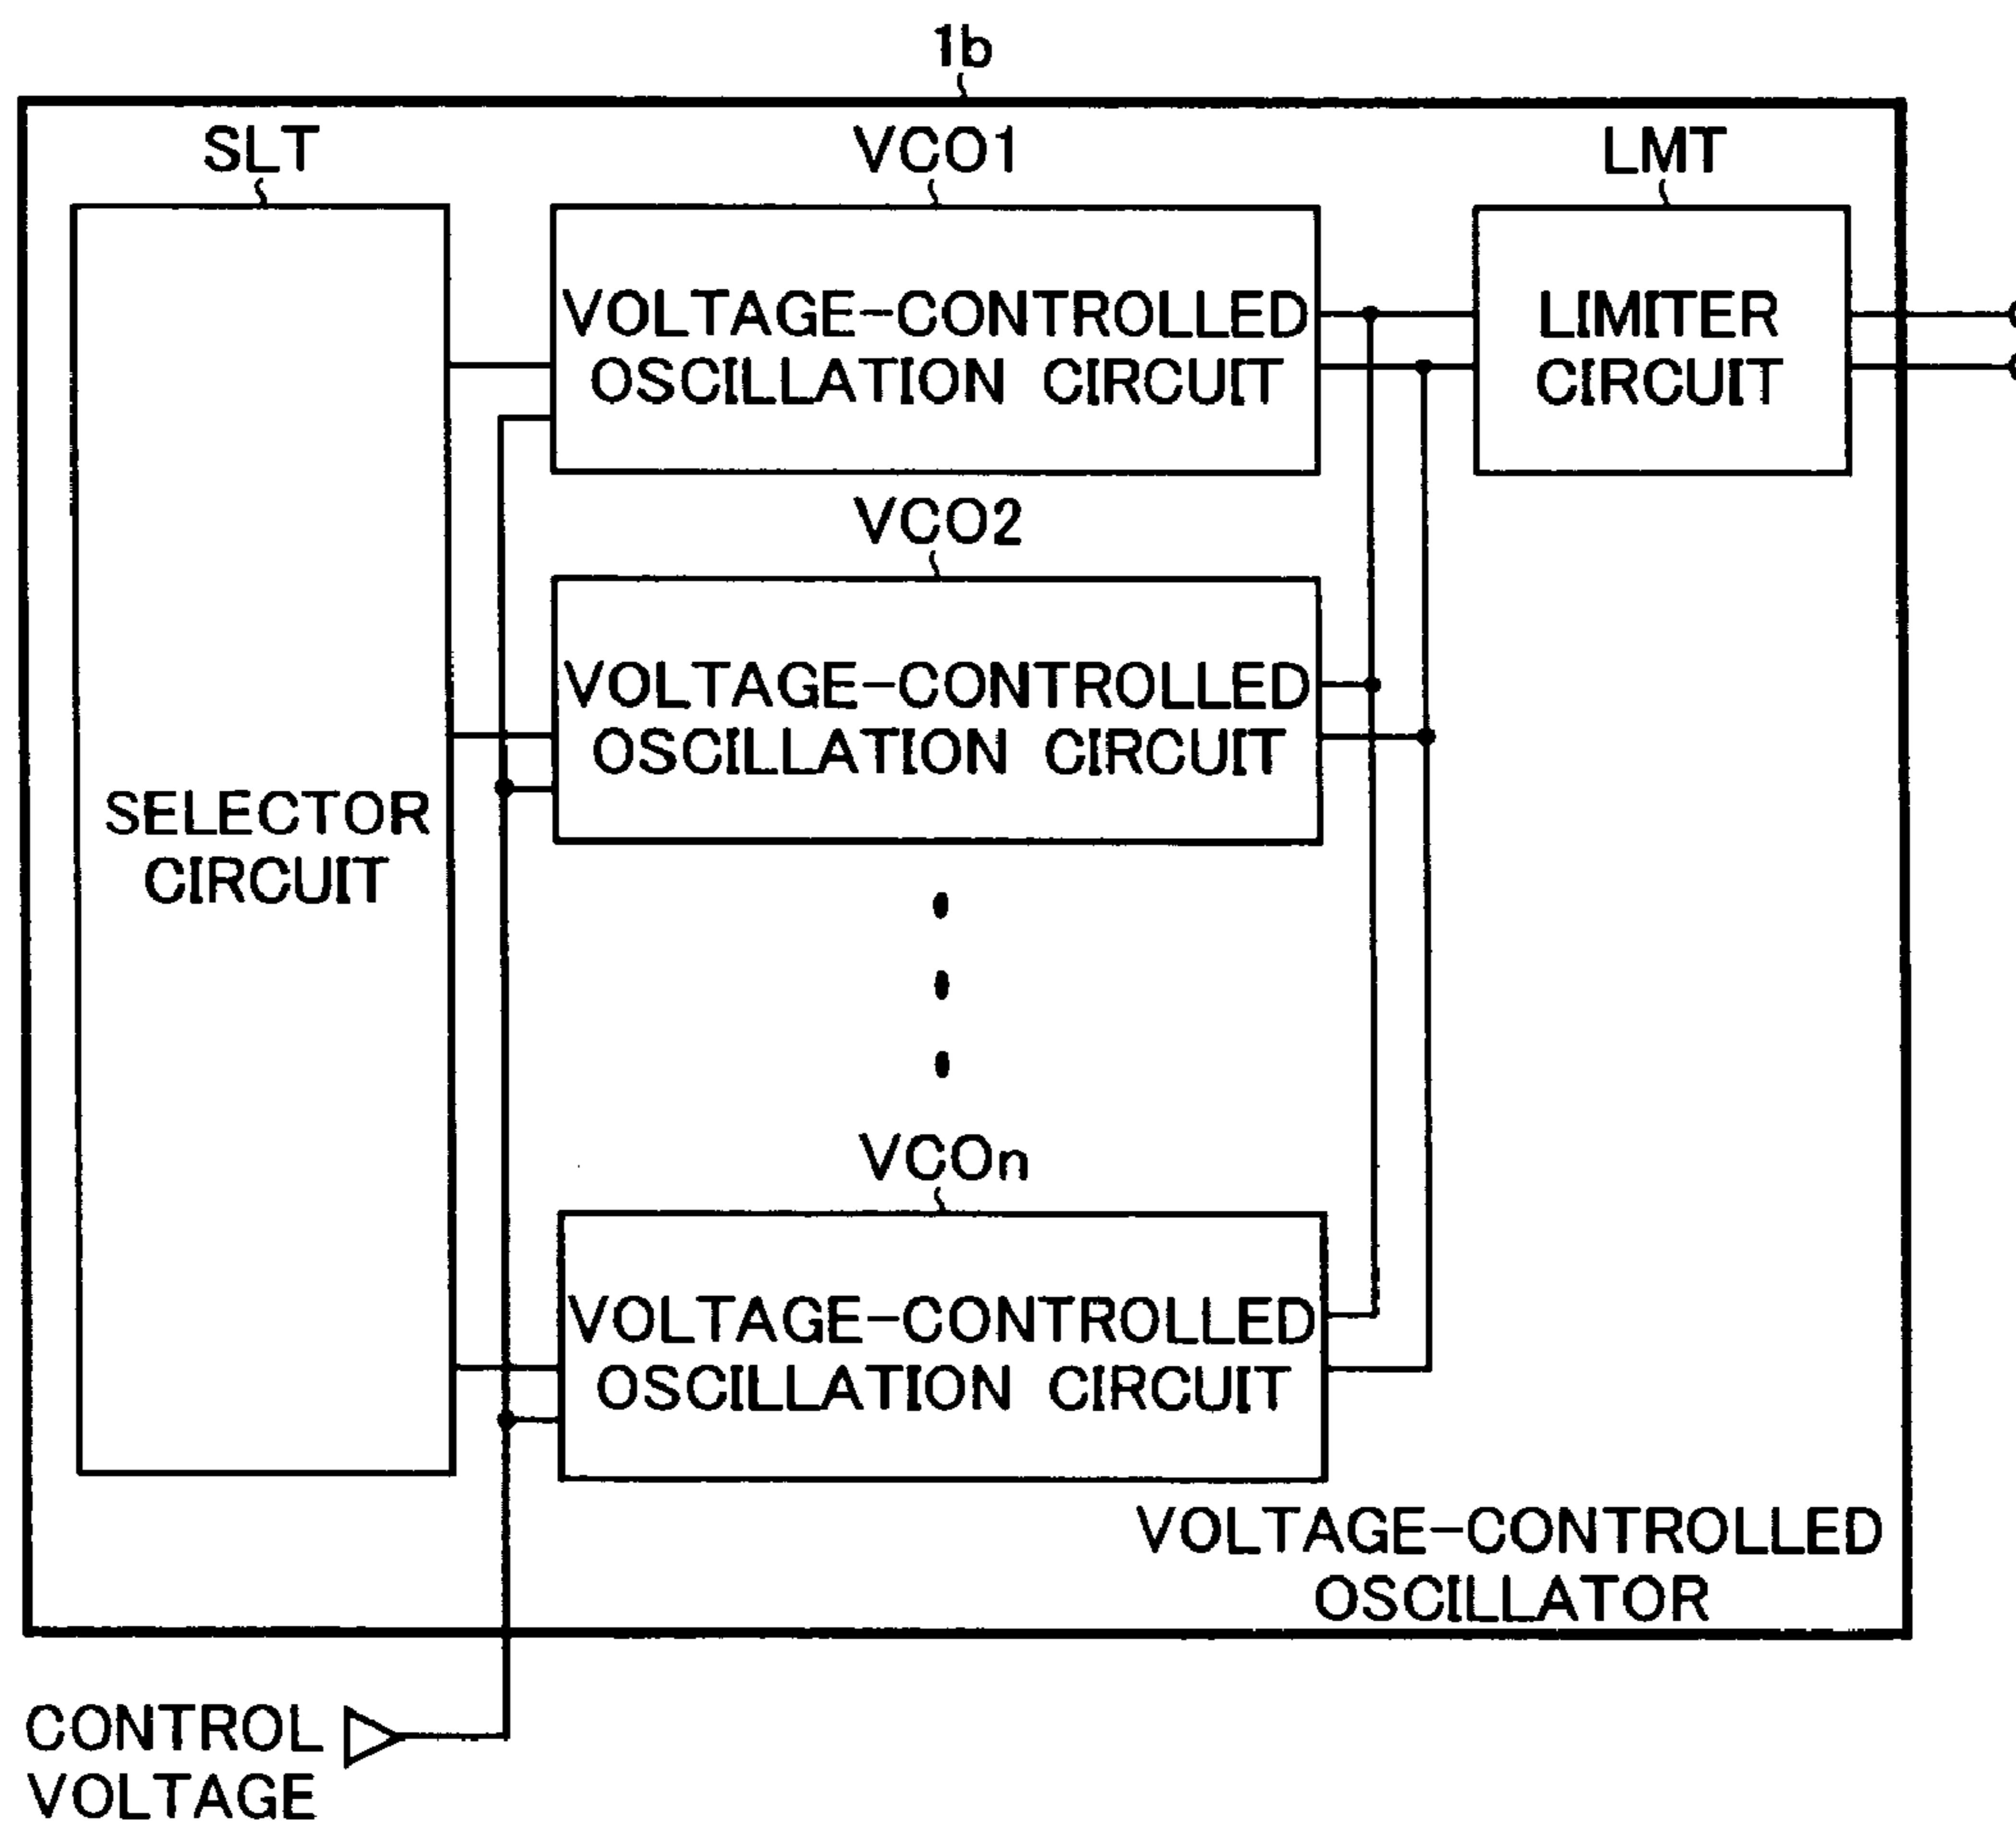 1b
SLT
VCO1
LMT
VOLTAGE-CONTROLLED
OSCILLATION CIRCUIT
LIMITER
CIRCUIT
VCO2
VOLTAGE-CONTROLLED
OSCILLATION CIRCUIT
SELECTOR
CIRCUIT
VCOn
VOLTAGE-CONTROLLED
OSCILLATION CIRCUIT
VOLTAGE-CONTROLLED
OSCILLATOR
CONTROL
VOLTAGE